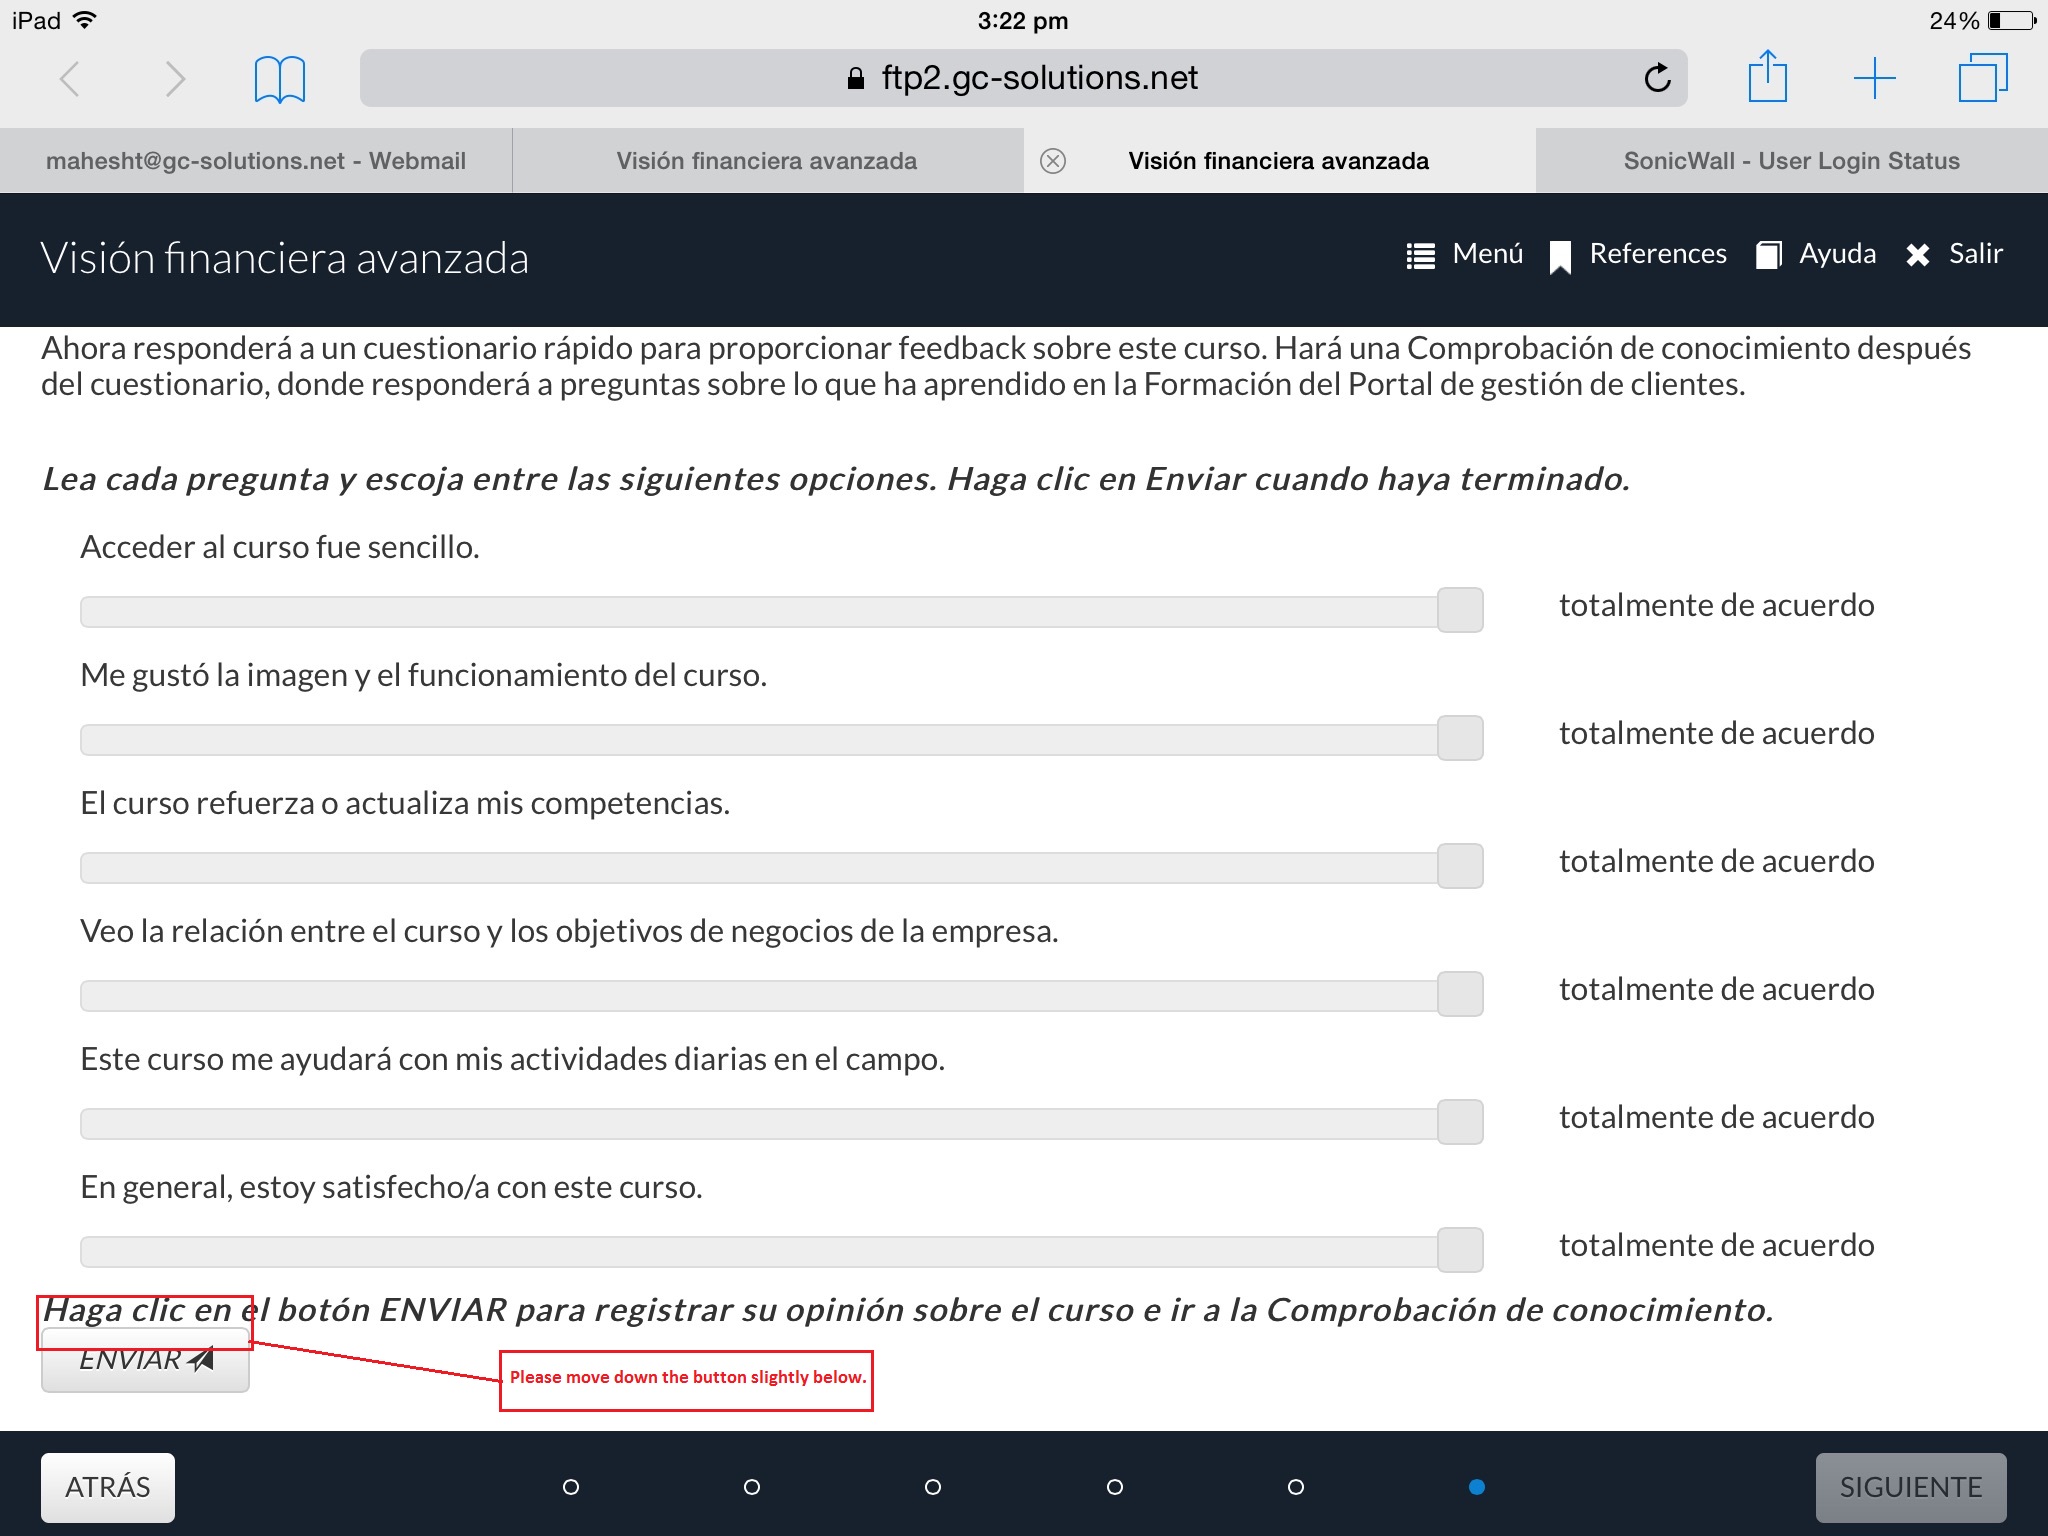 iPad 3:22 pm 24%
ftp2.gc-solutions.net
mahesht@gc-solutions.net - Webmail Visión financiera avanzada Visión financiera avanzada SonicWall - User Login Status
Visión financiera avanzada Menú References Ayuda Salir
Ahora responderá a un cuestionario rápido para proporcionar feedback sobre este curso. Hará una Comprobación de conocimiento después
del cuestionario, donde responderá a preguntas sobre lo que ha aprendido en la Formación del Portal de gestión de clientes.
Lea cada pregunta y escoja entre las siguientes opciones. Haga clic en Enviar cuando haya terminado.
Acceder al curso fue sencillo.
totalmente de acuerdo
Me gustó la imagen y el funcionamiento del curso.
totalmente de acuerdo
El curso refuerza o actualiza mis competencias.
totalmente de acuerdo
Veo la relación entre el curso y los objetivos de negocios de la empresa.
totalmente de acuerdo
Este curso me ayudará con mis actividades diarias en el campo.
totalmente de acuerdo
En general, estoy satisfecho/a con este curso.
totalmente de acuerdo
Haga clic en el botón ENVIAR para registrar su opinión sobre el curso e ir a la Comprobación de conocimiento.
ENVIAR
Please move down the button slightly below.
ATRÁS SIGUIENTE